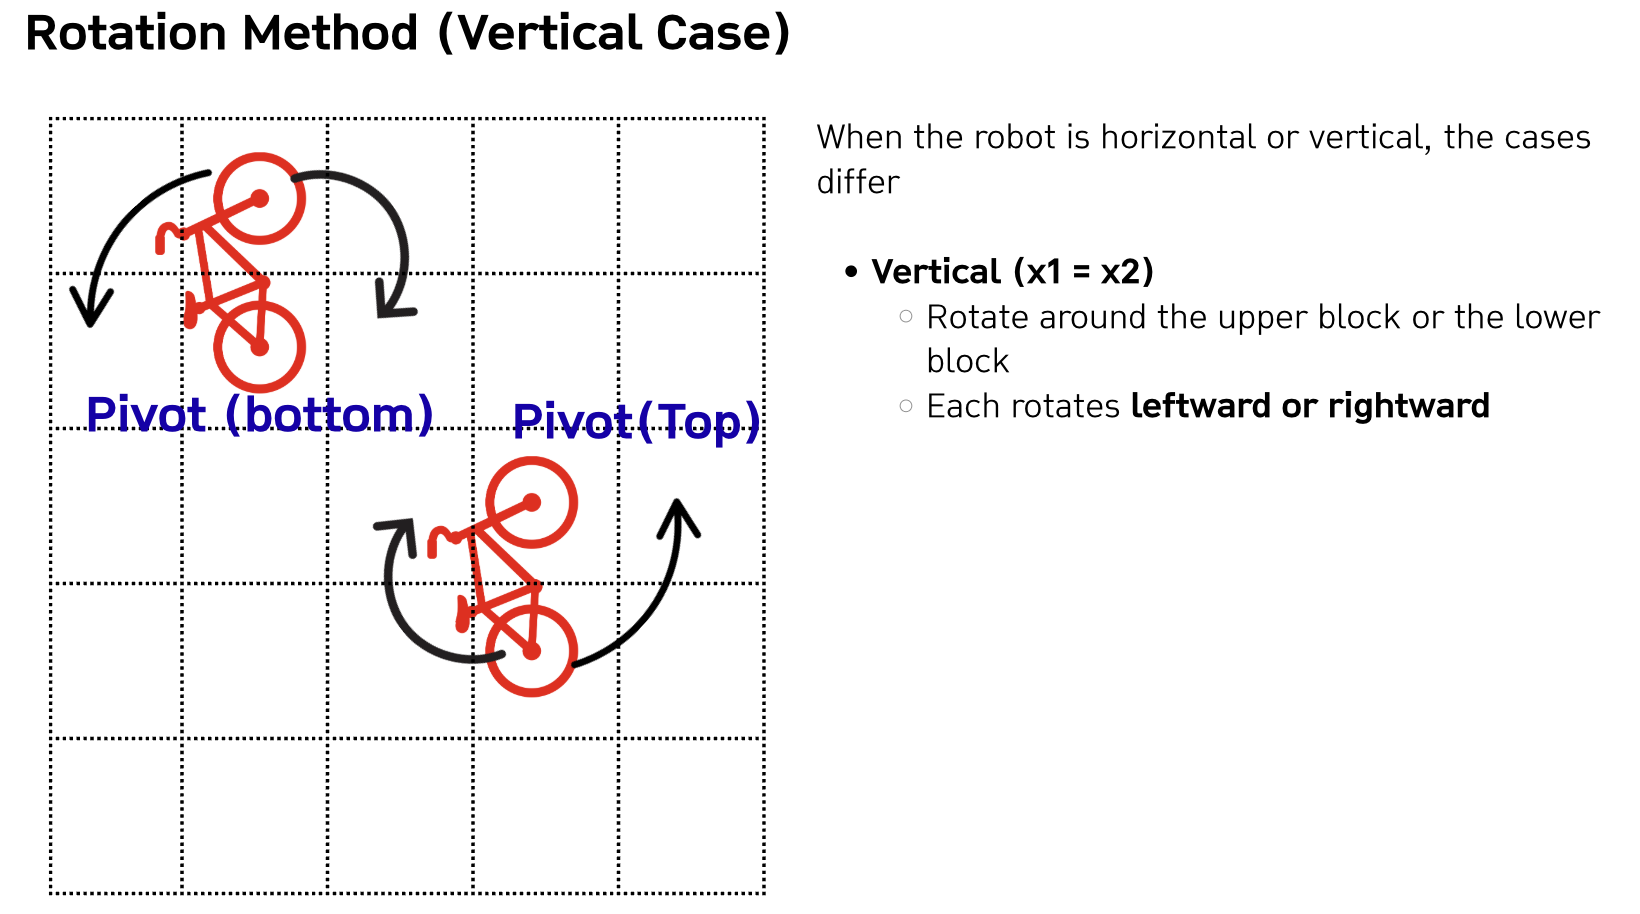 Rotation Method (Vertical Case)
When the robot is horizontal or vertical, the cases
differ
• Vertical (x1 = x2)
○ Rotate around the upper block or the lower
block
○ Each rotates leftward or rightward
Pivot (bottom)
Pivot(Top)